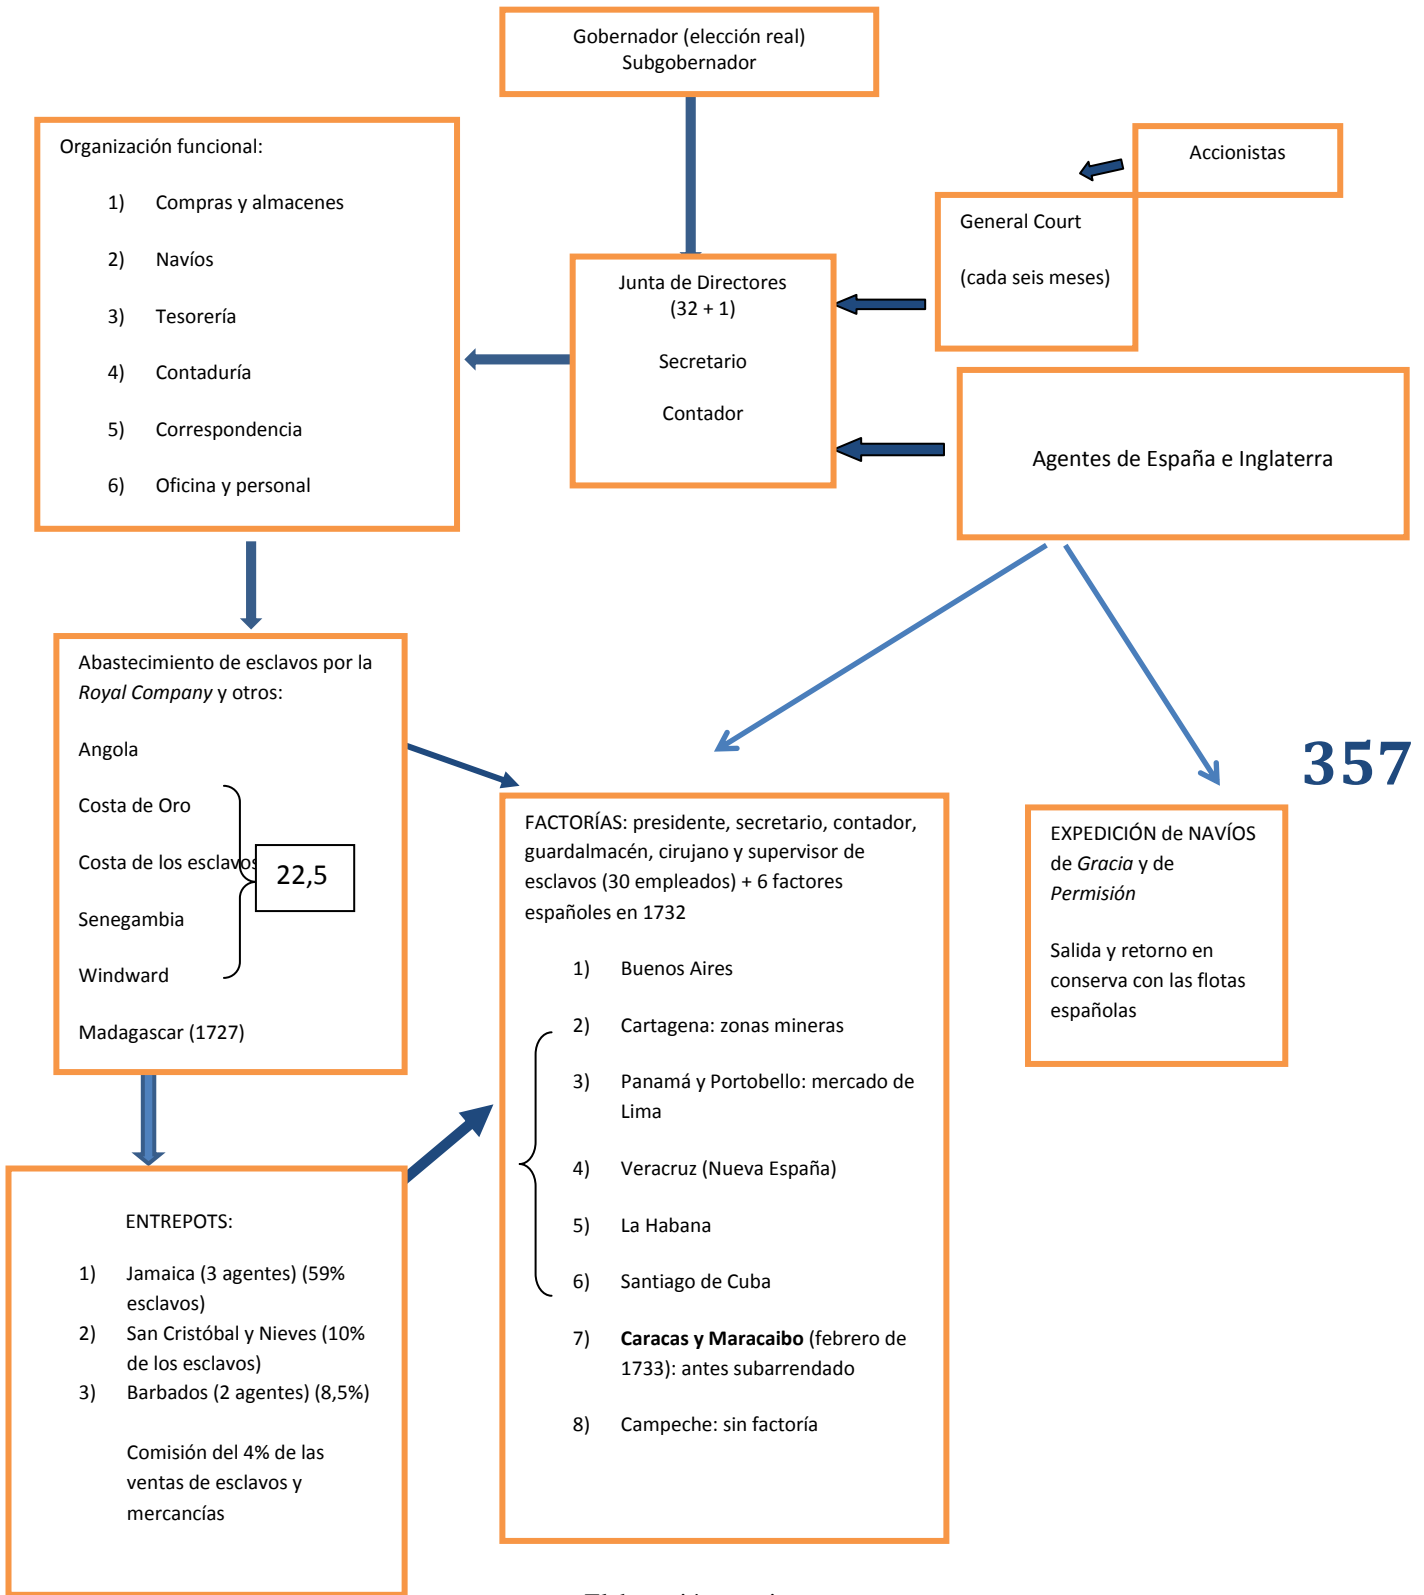 Gobernador (elección real)
Subgobernador
Organización funcional:
1) Compras y almacenes
2) Navíos
3) Tesorería
4) Contaduría
5) Correspondencia
6) Oficina y personal
Accionistas
General Court
(cada seis meses)
Junta de Directores
(32 + 1)
Secretario
Contador
Agentes de España e Inglaterra
Abastecimiento de esclavos por la
Royal Company y otros:
Angola
Costa de Oro
Costa de los esclavos
Senegambia
Windward
Madagascar (1727)
22,5
357
FACTORÍAS: presidente, secretario, contador,
guardalmacén, cirujano y supervisor de
esclavos (30 empleados) + 6 factores
españoles en 1732
1) Buenos Aires
2) Cartagena: zonas mineras
3) Panamá y Portobello: mercado de
Lima
4) Veracruz (Nueva España)
5) La Habana
6) Santiago de Cuba
7) Caracas y Maracaibo (febrero de
1733): antes subarrendado
8) Campeche: sin factoría
EXPEDICIÓN de NAVÍOS
de Gracia y de
Permisión
Salida y retorno en
conserva con las flotas
españolas
ENTREPOTS:
1) Jamaica (3 agentes) (59%
esclavos)
2) San Cristóbal y Nieves (10%
de los esclavos)
3) Barbados (2 agentes) (8,5%)
Comisión del 4% de las
ventas de esclavos y
mercancías